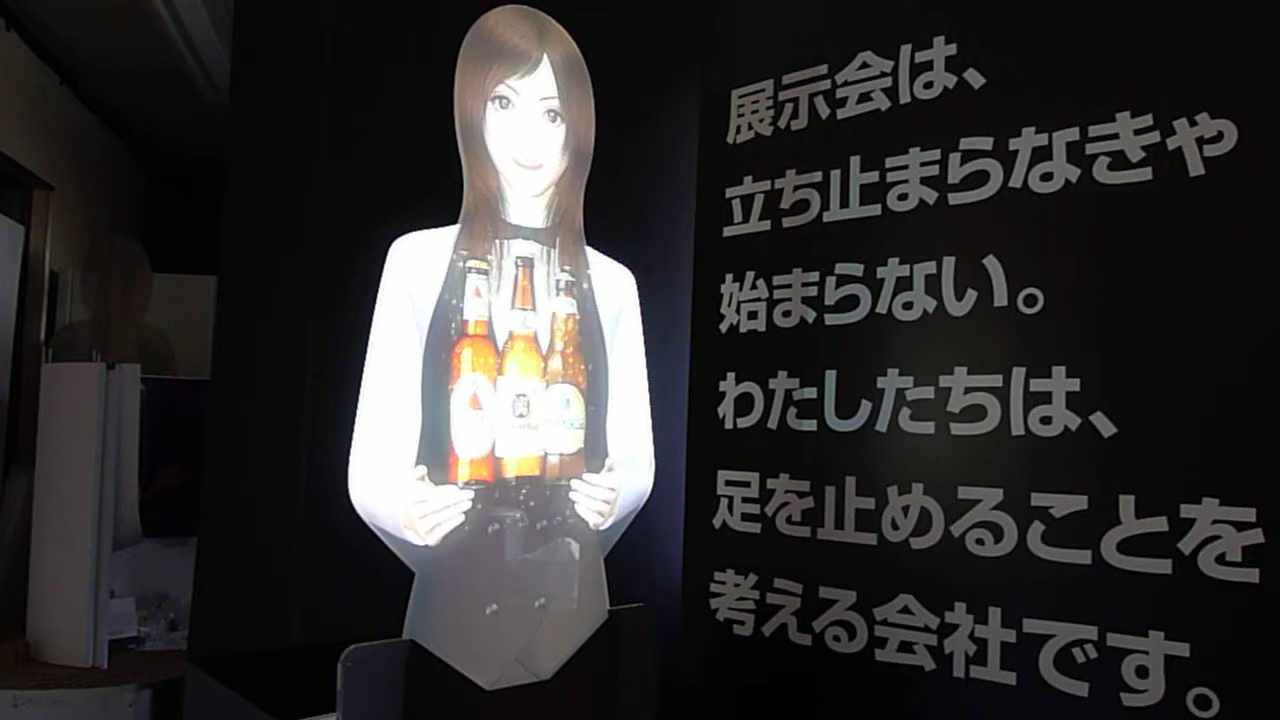 展示会は、
立ち止まらなきゃ
始まらない。
わたしたちは、
足を止めることを
考える会社です。